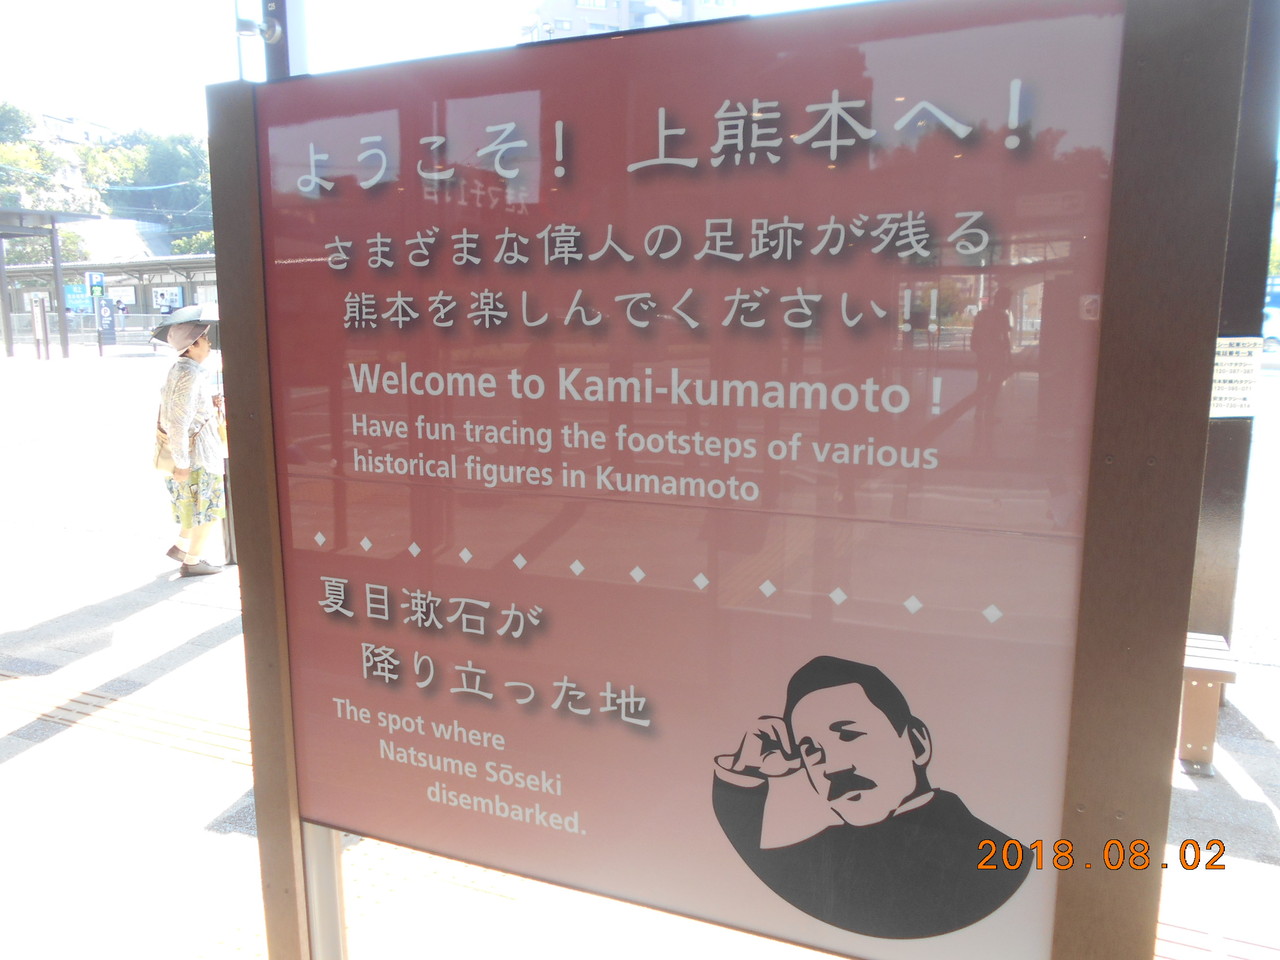 ようこそ！ 上熊本へ！
さまざまな偉人の足跡が残る
熊本を楽しんでください!!
Welcome to Kami-kumamoto !
Have fun tracing the footsteps of various
historical figures in Kumamoto
夏目漱石が
降り立った地
The spot where
Natsume Sōseki
disembarked.
P
2018.08.02